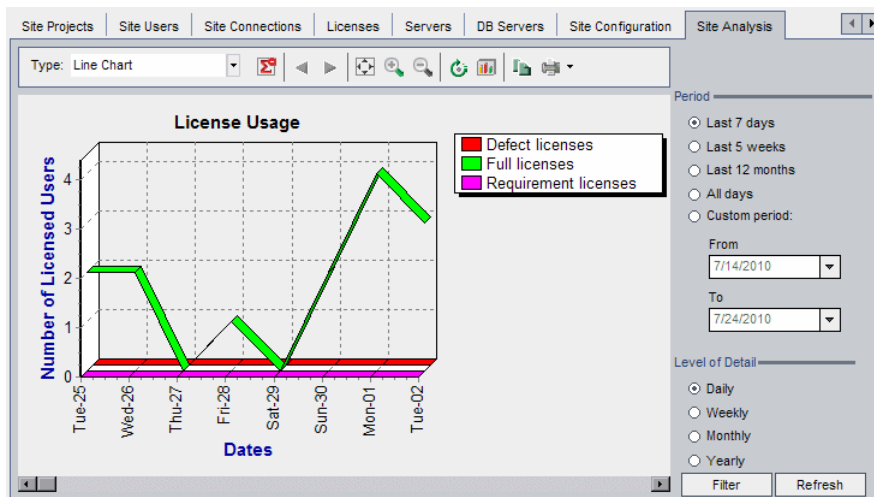 Site Projects
Site Users
Site Connections
Licenses
Servers
DB Servers
Site Configuration
Site Analysis
Type: Line Chart
License Usage
Defect licenses
Full licenses
Requirement licenses
Number of Licensed Users
4
3
2
1
0
Tue-25
Wed-26
Thu-27
Fri-28
Sat-29
Sun-30
Mon-01
Tue-02
Dates
Period
Last 7 days
Last 5 weeks
Last 12 months
All days
Custom period:
From
7/14/2010
To
7/24/2010
Level of Detail
Daily
Weekly
Monthly
Yearly
Filter
Refresh